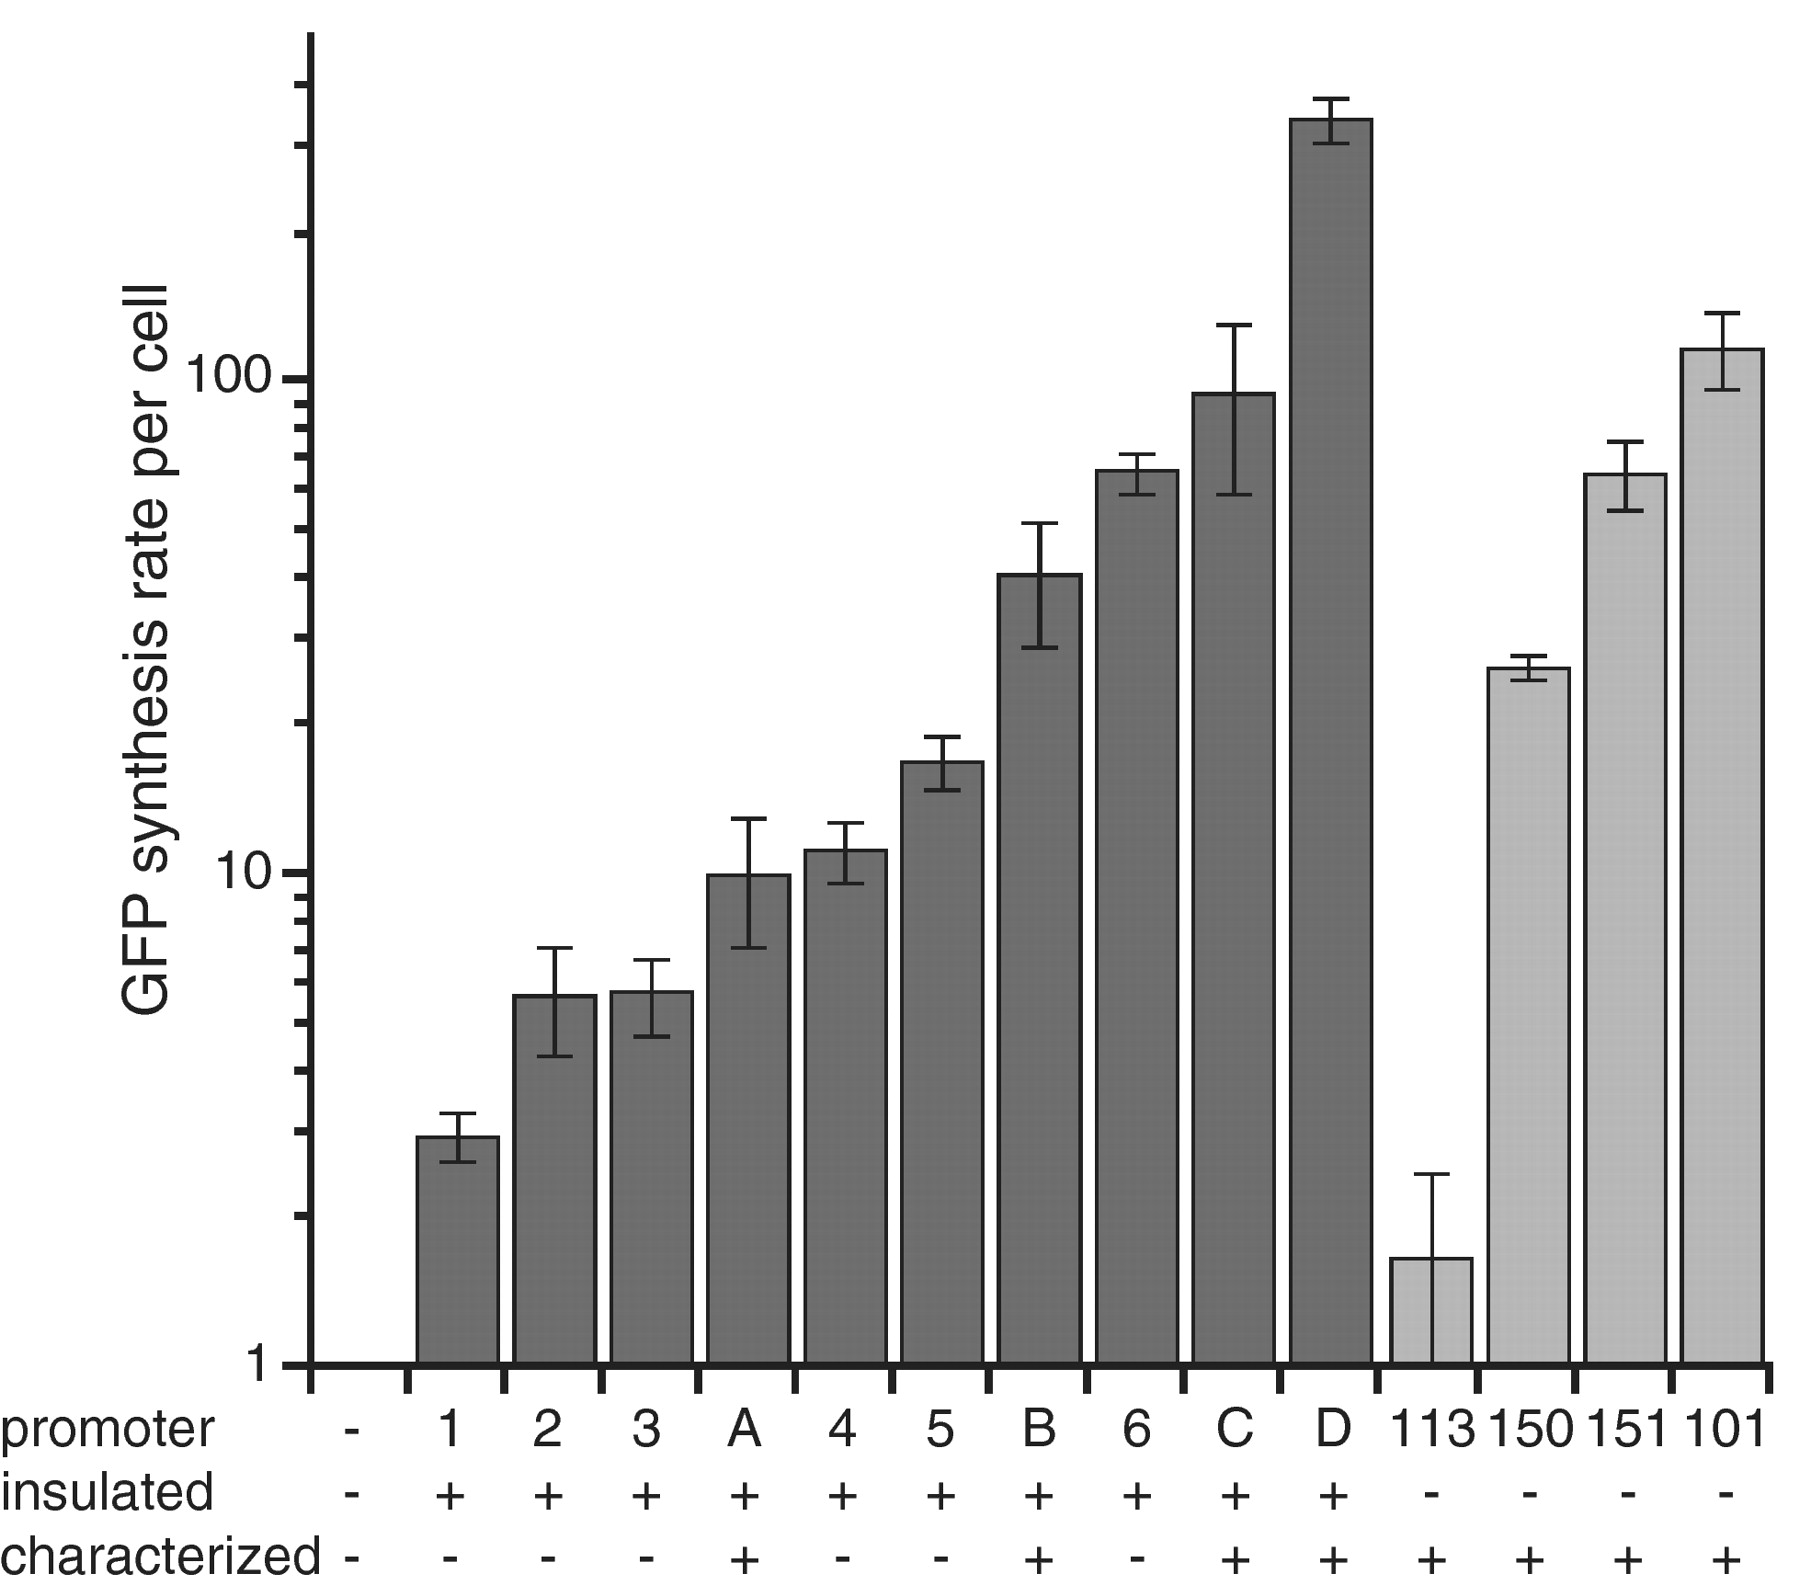 GFP synthesis rate per cell
100
10
1
promoter - 1 2 3 A 4 5 B 6 C D 113 150 151 101
insulated - + + + + + + + + + + - - - -
characterized - - - - + - - + - + + + + + +